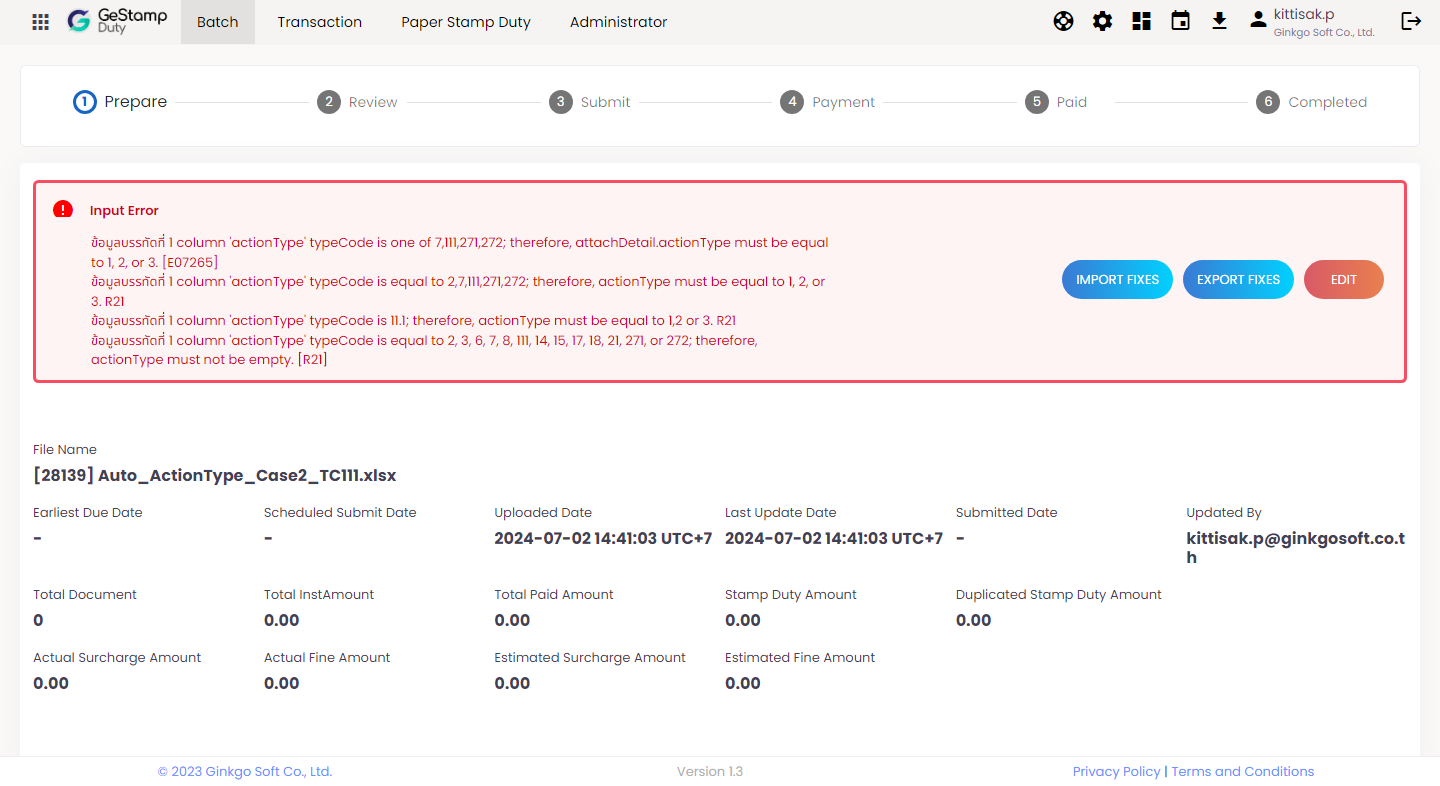 GeStamp
Duty
Batch
Transaction
Paper Stamp Duty
Administrator
kittisak.p
Ginkgo Soft Co., Ltd.
1 Prepare
2 Review
3 Submit
4 Payment
5 Paid
6 Completed
Input Error
ข้อมูลบรรทัดที่ 1 column 'actionType' typeCode is one of 7,111,271,272; therefore, attachDetail.actionType must be equal
to 1, 2, or 3. [E07265]
ข้อมูลบรรทัดที่ 1 column 'actionType' typeCode is equal to 2,7,111,271,272; therefore, actionType must be equal to 1, 2, or
3. R21
ข้อมูลบรรทัดที่ 1 column 'actionType' typeCode is 11.1; therefore, actionType must be equal to 1,2 or 3. R21
ข้อมูลบรรทัดที่ 1 column 'actionType' typeCode is equal to 2, 3, 6, 7, 8, 111, 14, 15, 17, 18, 21, 271, or 272; therefore,
actionType must not be empty. [R21]
IMPORT FIXES
EXPORT FIXES
EDIT
File Name
[28139] Auto_ActionType_Case2_TC111.xlsx
Earliest Due Date
-
Scheduled Submit Date
-
Uploaded Date
2024-07-02 14:41:03 UTC+7
Last Update Date
2024-07-02 14:41:03 UTC+7
Submitted Date
-
Updated By
kittisak.p@ginkgosoft.co.t
h
Total Document
0
Total InstAmount
0.00
Total Paid Amount
0.00
Stamp Duty Amount
0.00
Duplicated Stamp Duty Amount
0.00
Actual Surcharge Amount
0.00
Actual Fine Amount
0.00
Estimated Surcharge Amount
0.00
Estimated Fine Amount
0.00
© 2023 Ginkgo Soft Co., Ltd.
Version 1.3
Privacy Policy | Terms and Conditions